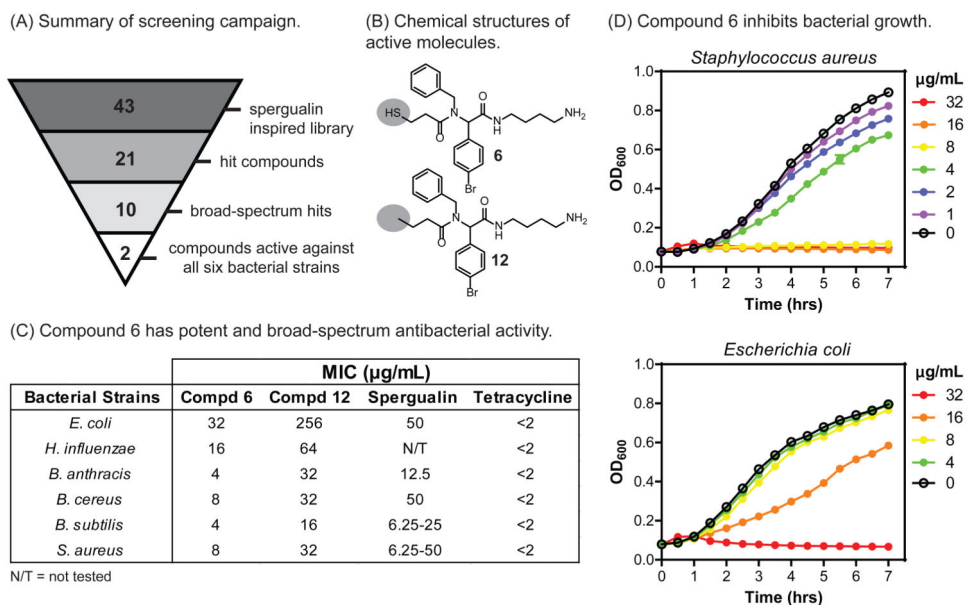 (A) Summary of screening campaign.
43
spergualin
inspired library
21
hit compounds
10
broad-spectrum hits
2
compounds active against
all six bacterial strains
(B) Chemical structures of
active molecules.
HS
N
O
O
N
H
NH2
Br
6
N
O
O
N
H
NH2
Br
12
(C) Compound 6 has potent and broad-spectrum antibacterial activity.
MIC (µg/mL)
Bacterial Strains Compd 6 Compd 12 Spergualin Tetracycline
E. coli 32 256 50 <2
H. influenzae 16 64 N/T <2
B. anthracis 4 32 12.5 <2
B. cereus 8 32 50 <2
B. subtilis 4 16 6.25-25 <2
S. aureus 8 32 6.25-50 <2
N/T = not tested
(D) Compound 6 inhibits bacterial growth.
Staphylococcus aureus
OD600
1.0
0.8
0.6
0.4
0.2
0.0
0 1 2 3 4 5 6 7
Time (hrs)
µg/mL
32
16
8
4
2
1
0
Escherichia coli
OD600
1.0
0.8
0.6
0.4
0.2
0.0
0 1 2 3 4 5 6 7
Time (hrs)
µg/mL
32
16
8
4
0